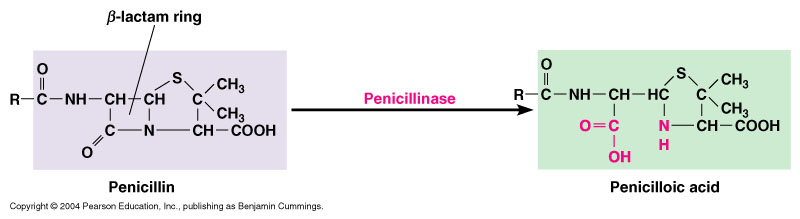 β-lactam ring
O
R–C–NH–CH–CH
S
C
CH₃
CH₃
C–N–CH–COOH
O
Penicillin
Penicillinase
O
R–C–NH–CH–HC
S
C
CH₃
CH₃
O=C
N–CH–COOH
H
OH
Penicilloic acid
Copyright © 2004 Pearson Education, Inc., publishing as Benjamin Cummings.